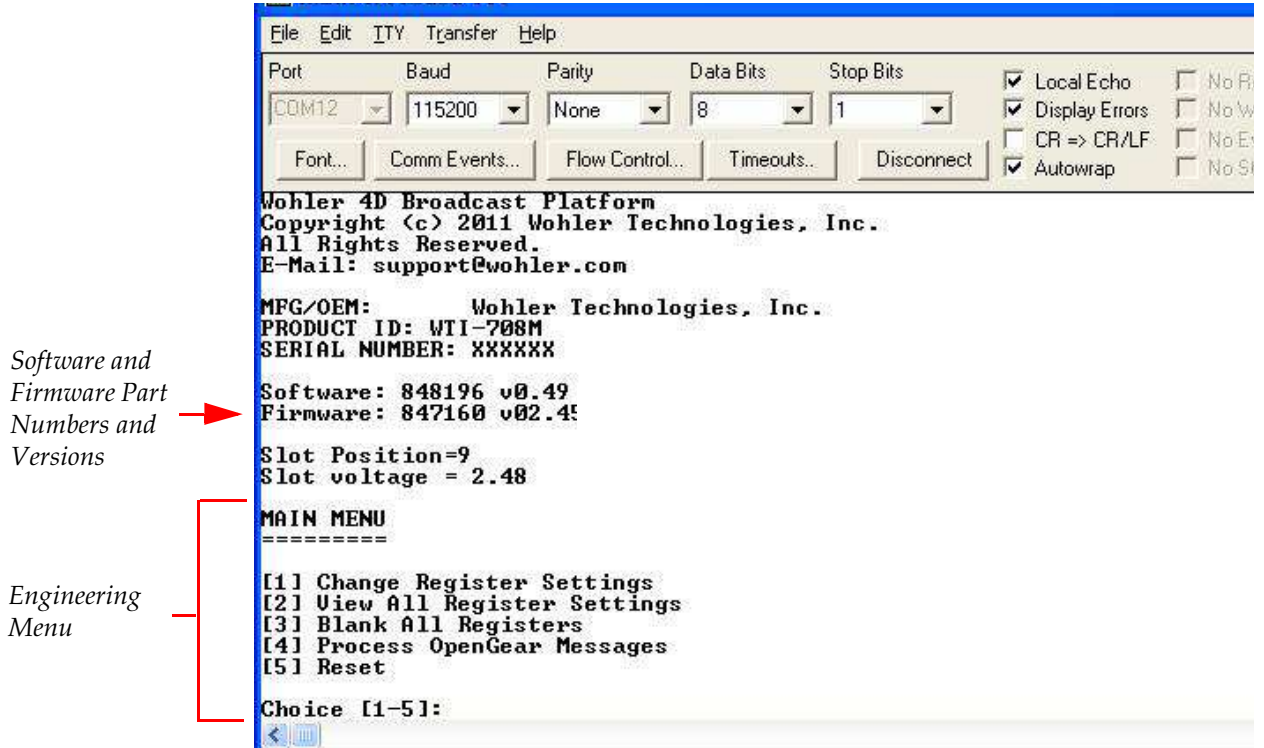 File Edit TTY Transfer Help
Port Baud Parity Data Bits Stop Bits
COM12 115200 None 8 1
Local Echo
Display Errors
CR => CR/LF
Autowrap
No
No
No
No
Font... Comm Events... Flow Control... Timeouts.. Disconnect
Wohler 4D Broadcast Platform
Copyright (c) 2011 Wohler Technologies, Inc.
All Rights Reserved.
E-Mail: support@wohler.com
MFG/OEM: Wohler Technologies, Inc.
PRODUCT ID: WTI-708M
SERIAL NUMBER: XXXXXX
Software and
Firmware Part
Numbers and
Versions
Software: 848196 v0.49
Firmware: 847160 v02.45
Slot Position=9
Slot voltage = 2.48
Engineering
Menu
MAIN MENU
=========
[1] Change Register Settings
[2] View All Register Settings
[3] Blank All Registers
[4] Process OpenGear Messages
[5] Reset
Choice [1-5]: